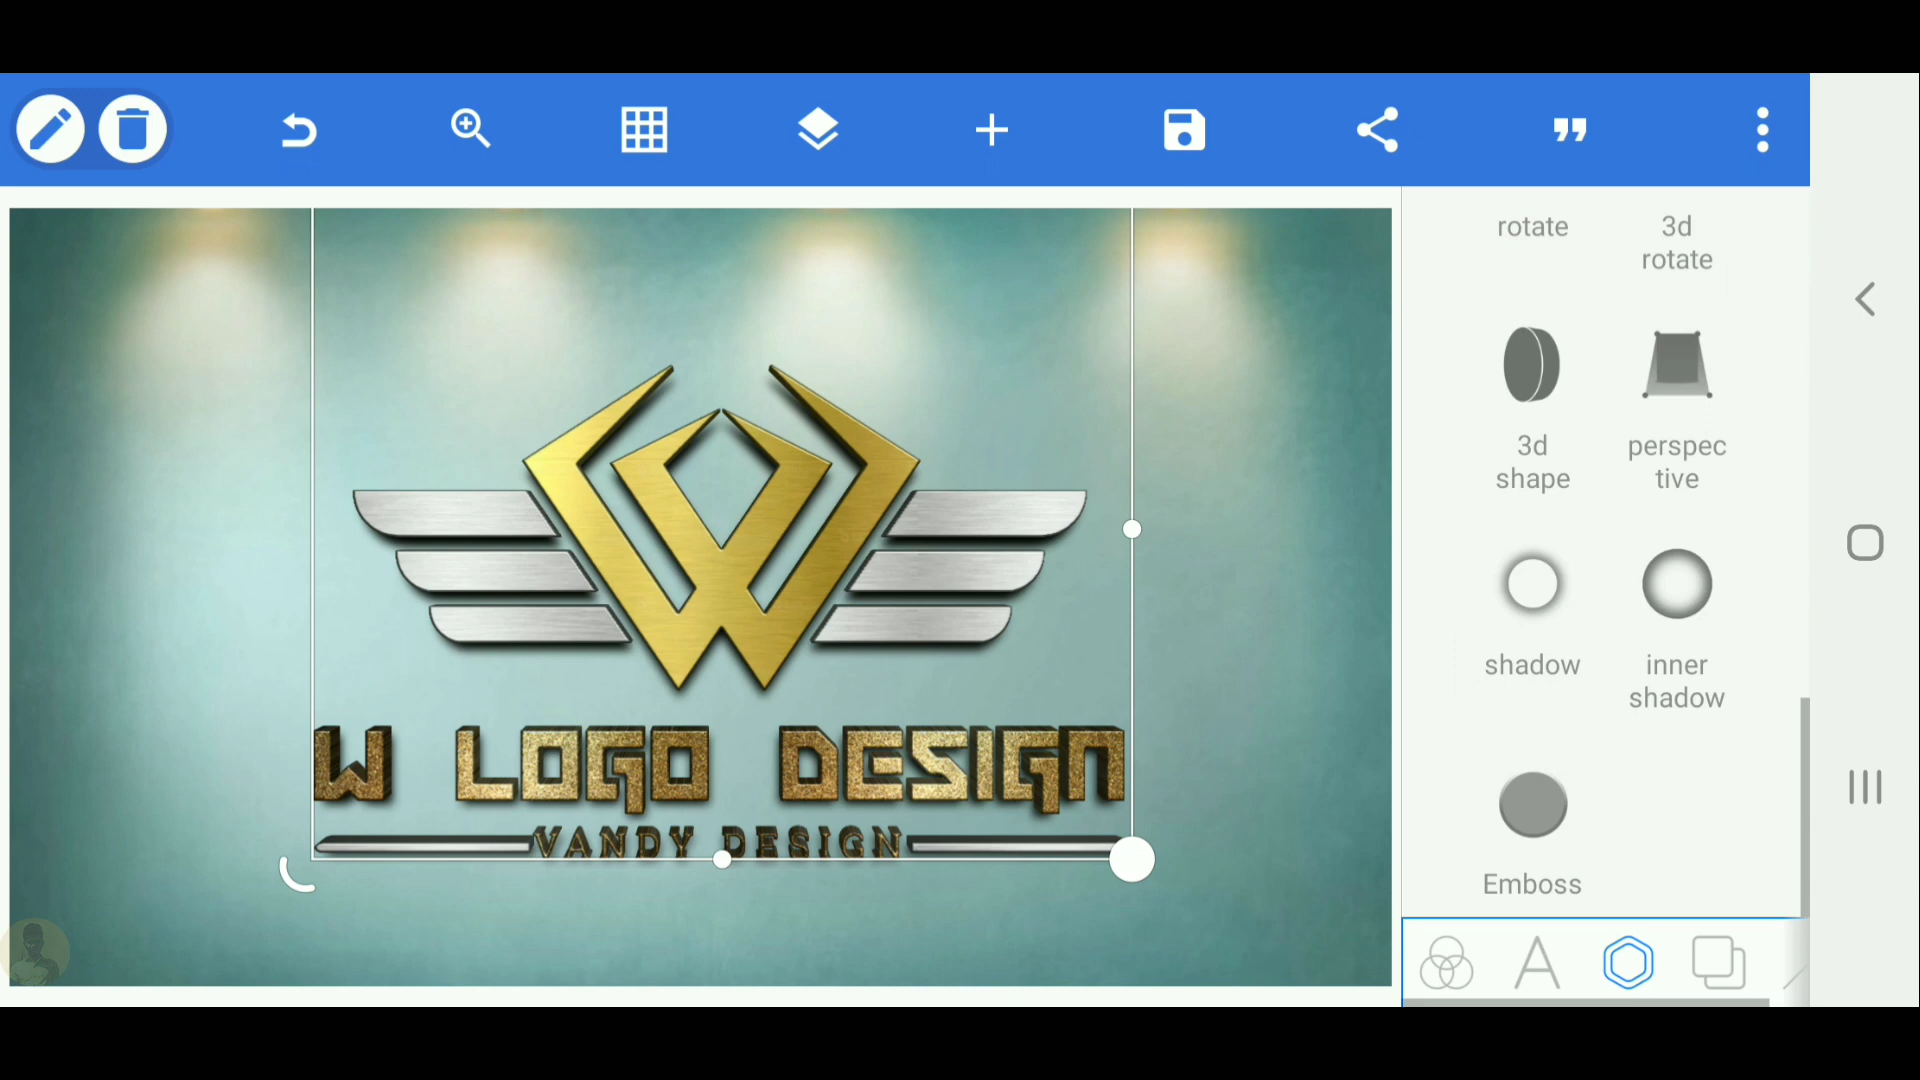 rotate
3d
rotate
3d
shape
perspec
tive
shadow
inner
shadow
Emboss
W LOGO DESIGN
VANDY DESIGN